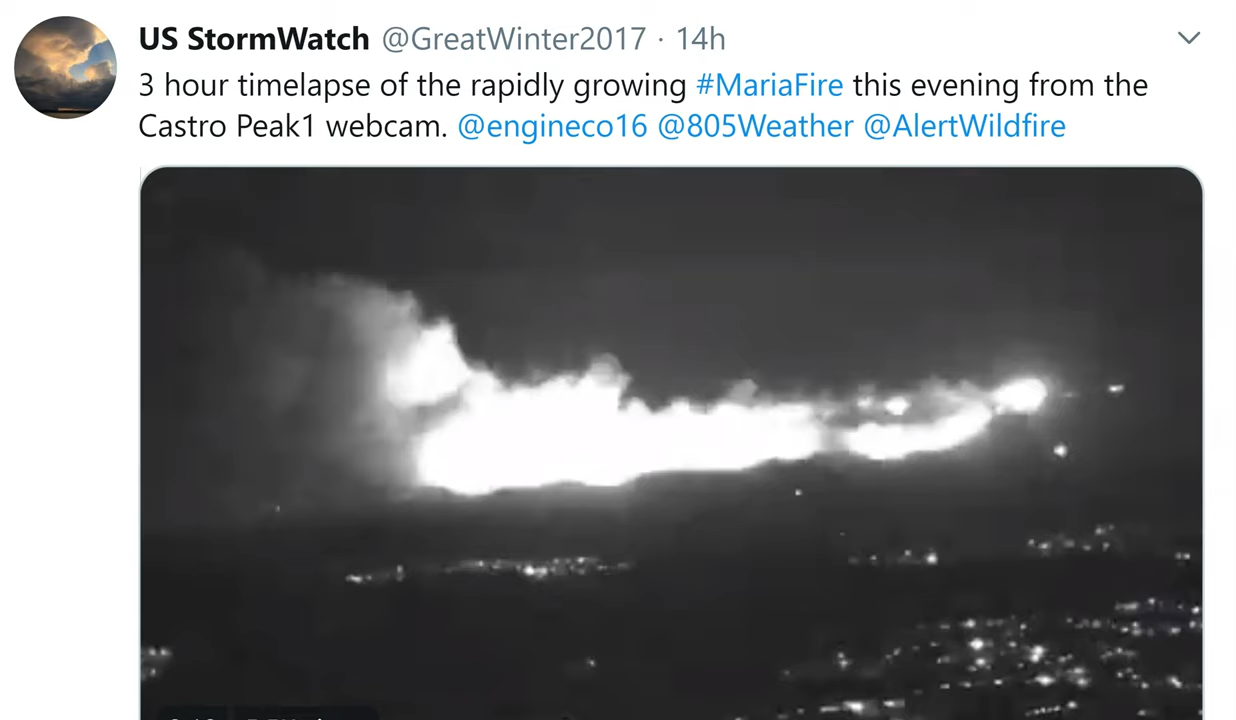 US StormWatch @GreatWinter2017 · 14h
3 hour timelapse of the rapidly growing #MariaFire this evening from the
Castro Peak1 webcam. @engineco16 @805Weather @AlertWildfire